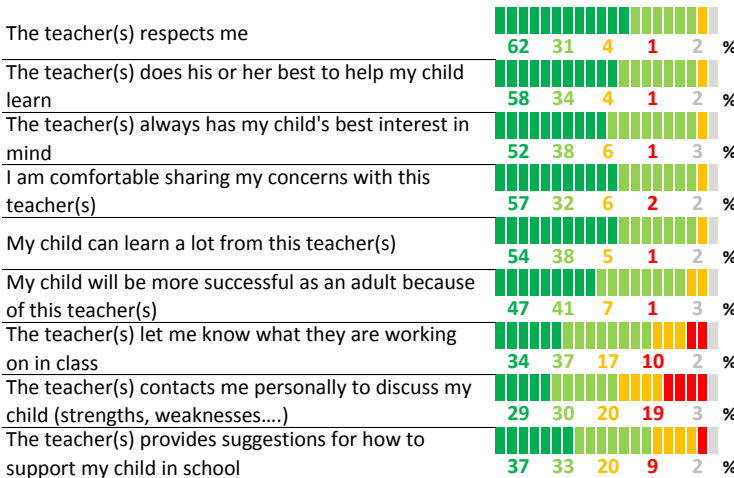 The teacher(s) respects me
62 31 4 1 2 %
The teacher(s) does his or her best to help my child
learn
58 34 4 1 2 %
The teacher(s) always has my child's best interest in
mind
52 38 6 1 3 %
I am comfortable sharing my concerns with this
teacher(s)
57 32 6 2 2 %
My child can learn a lot from this teacher(s)
54 38 5 1 2 %
My child will be more successful as an adult because
of this teacher(s)
47 41 7 1 3 %
The teacher(s) let me know what they are working
on in class
34 37 17 10 2 %
The teacher(s) contacts me personally to discuss my
child (strengths, weaknesses....)
29 30 20 19 3 %
The teacher(s) provides suggestions for how to
support my child in school
37 33 20 9 2 %